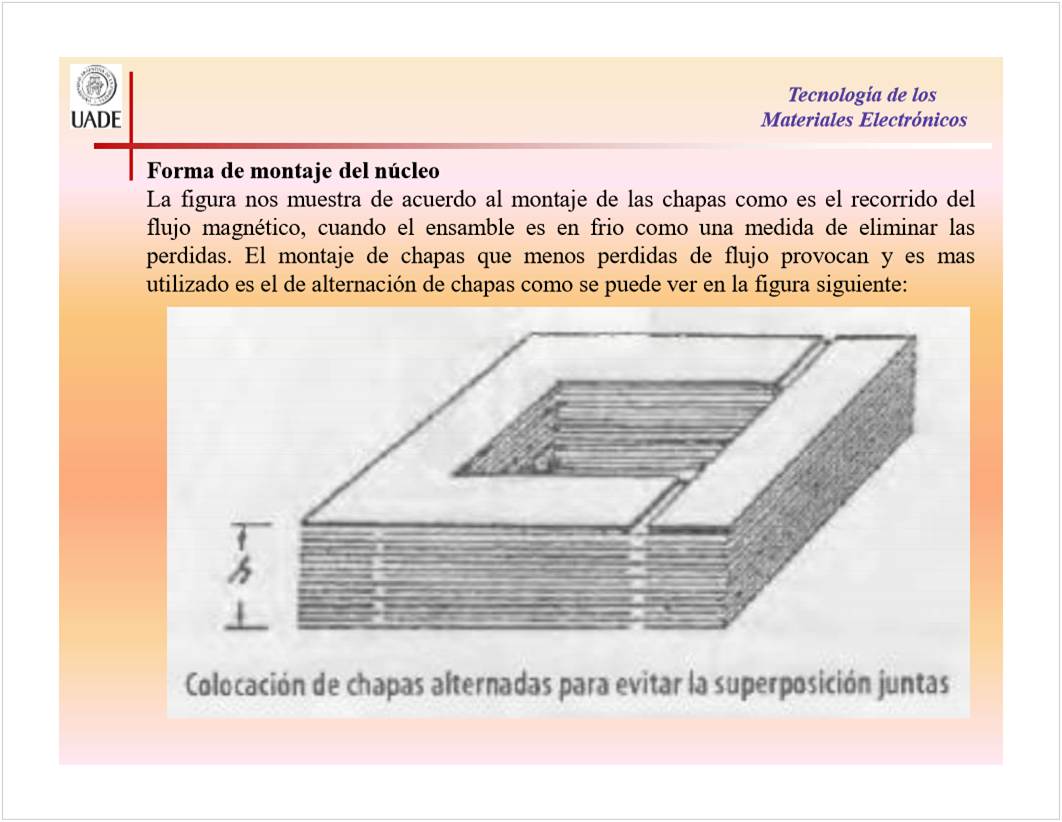 UADE
Tecnología de los
Materiales Electrónicos
Forma de montaje del núcleo
La figura nos muestra de acuerdo al montaje de las chapas como es el recorrido del
flujo magnético, cuando el ensamble es en frio como una medida de eliminar las
perdidas. El montaje de chapas que menos perdidas de flujo provocan y es mas
utilizado es el de alternación de chapas como se puede ver en la figura siguiente:
h
Colocación de chapas alternadas para evitar la superposición juntas